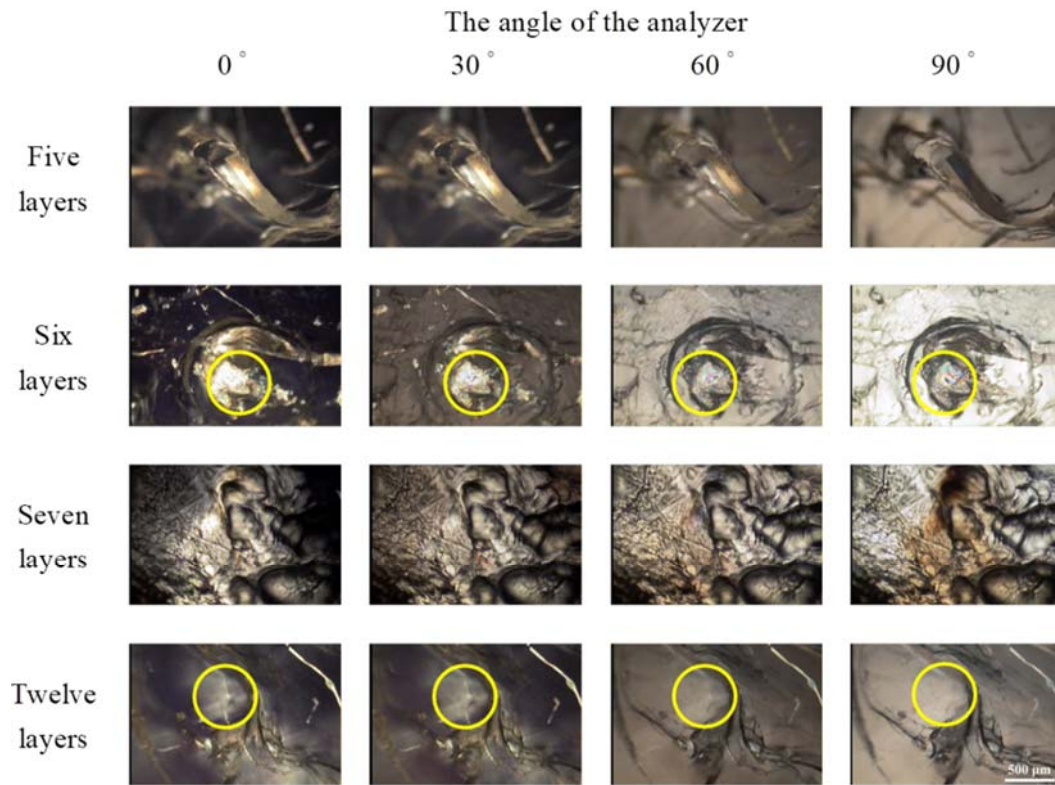 The angle of the analyzer
0° 30° 60° 90°
Five
layers
Six
layers
Seven
layers
Twelve
layers
500 μm